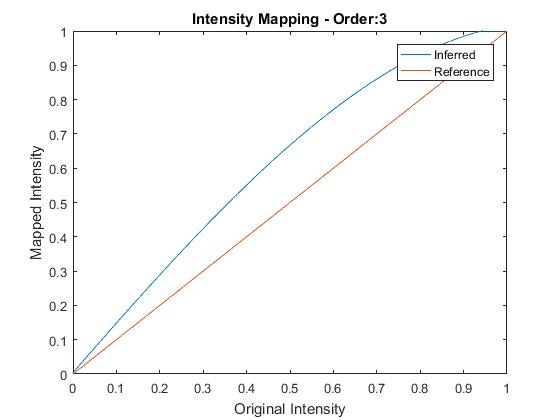 Intensity Mapping - Order:3
1
0.9
0.8
0.7
0.6
0.5
0.4
0.3
0.2
0.1
0
Mapped Intensity
Inferred
Reference
0 0.1 0.2 0.3 0.4 0.5 0.6 0.7 0.8 0.9 1
Original Intensity